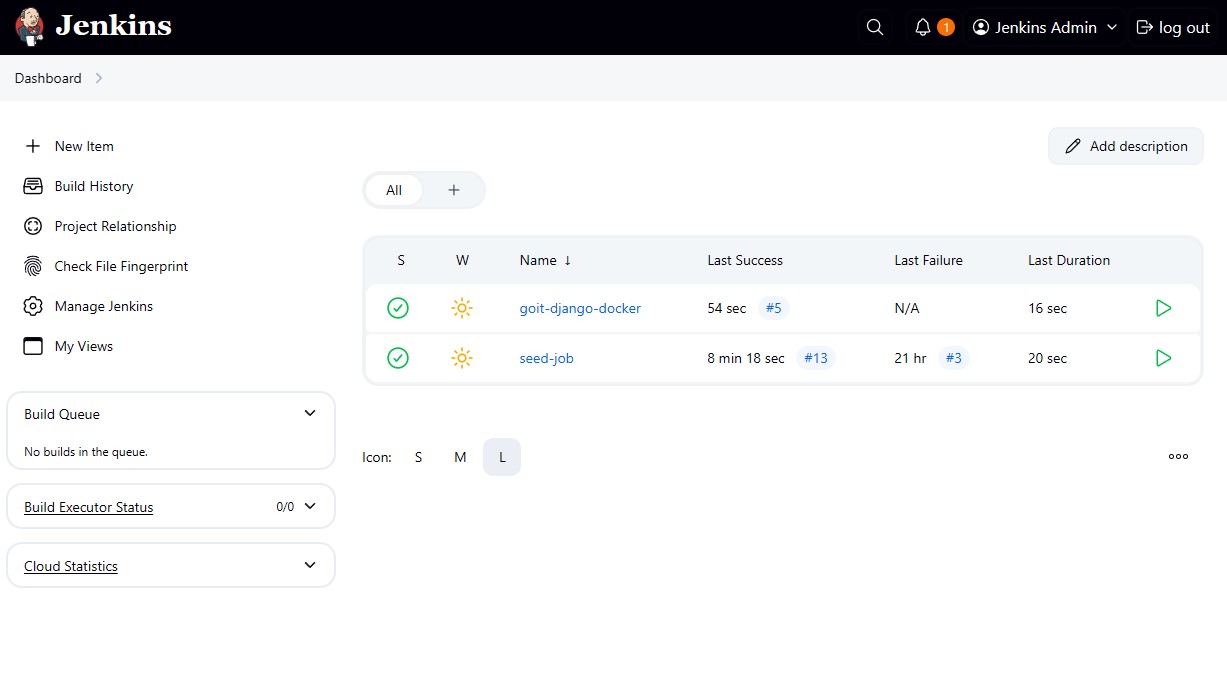 Jenkins
1
Jenkins Admin
log out
Dashboard
New Item
Build History
Project Relationship
Check File Fingerprint
Manage Jenkins
My Views
Build Queue
No builds in the queue.
Build Executor Status 0/0
Cloud Statistics
Add description
All +
S W Name ↓ Last Success Last Failure Last Duration
goit-django-docker 54 sec #5 N/A 16 sec
seed-job 8 min 18 sec #13 21 hr #3 20 sec
Icon: S M L